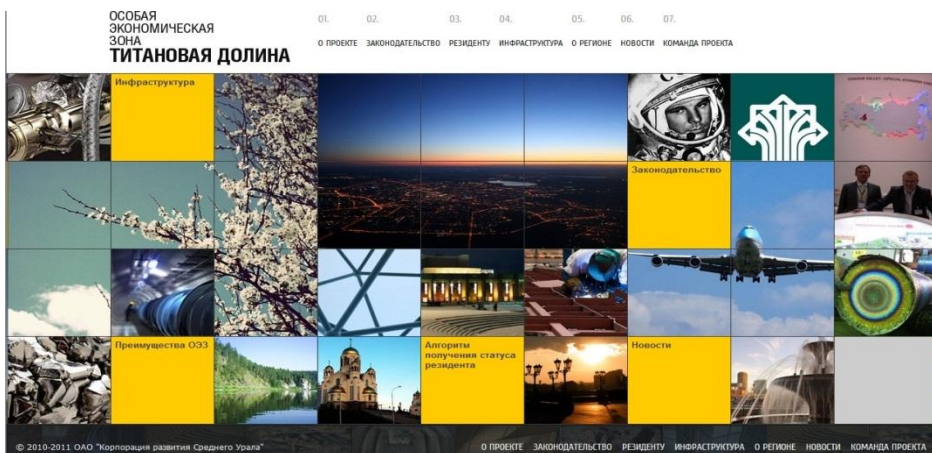 ОСОБАЯ
ЭКОНОМИЧЕСКАЯ
ЗОНА
ТИТАНОВАЯ ДОЛИНА
01. 02. 03. 04. 05. 06. 07.
О ПРОЕКТЕ ЗАКОНОДАТЕЛЬСТВО РЕЗИДЕНТУ ИНФРАСТРУКТУРА О РЕГИОНЕ НОВОСТИ КОМАНДА ПРОЕКТА
Инфраструктура
Законодательство
Преимущества ОЭЗ
Алгоритм
получения статуса
резидента
Новости
© 2010-2011 ОАО "Корпорация развития Среднего Урала"
О ПРОЕКТЕ ЗАКОНОДАТЕЛЬСТВО РЕЗИДЕНТУ ИНФРАСТРУКТУРА О РЕГИОНЕ НОВОСТИ КОМАНДА ПРОЕКТА